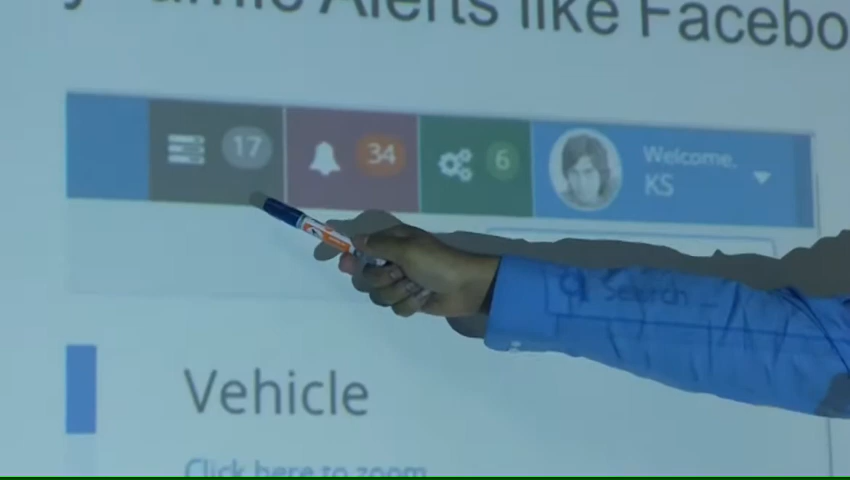 Alerts like Facebo
17 34 6 Welcome, KS
Search
Vehicle
Click here to zoom